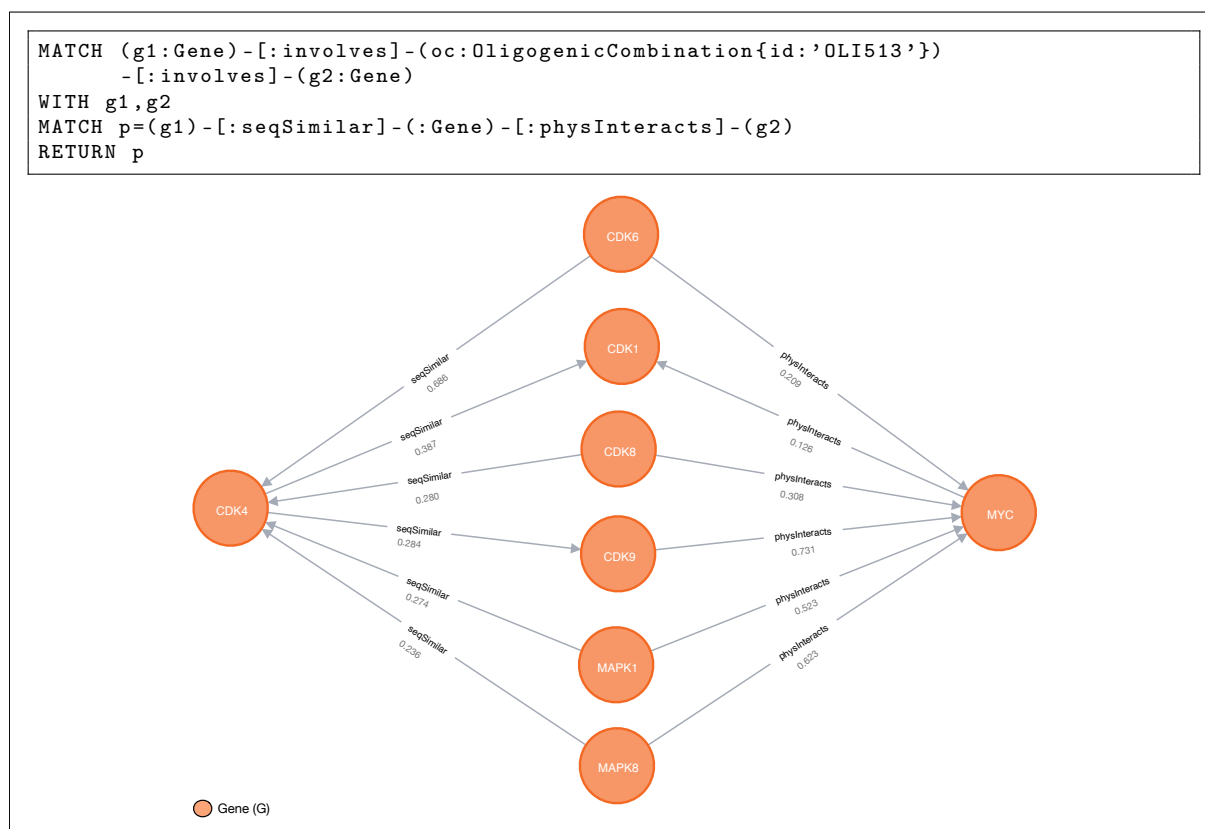 MATCH (g1:Gene)-[:involves]-(oc:OligogenicCombination{id:'OLI513'})
-[:involves]-(g2:Gene)
WITH g1,g2
MATCH p=(g1)-[:seqSimilar]-(:Gene)-[:physInteracts]-(g2)
RETURN p
CDK6
CDK1
seqSimilar
0.686
physInteracts
0.209
seqSimilar
0.387
physInteracts
0.126
CDK8
seqSimilar
0.280
physInteracts
0.308
CDK4
MYC
seqSimilar
0.284
CDK9
physInteracts
0.731
seqSimilar
0.274
physInteracts
0.523
seqSimilar
0.236
MAPK1
physInteracts
0.623
MAPK8
Gene (G)